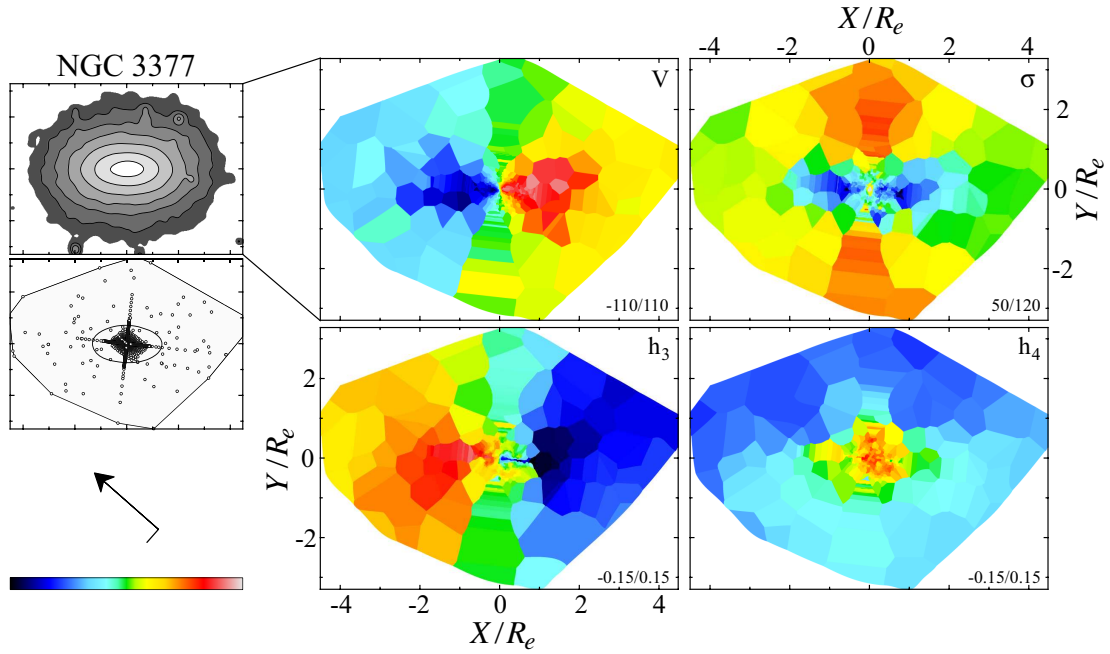 X/Rₑ
-4 -2 0 2 4
NGC 3377
V
σ
2
0
-2
Y/Rₑ
-110/110
50/120
h₃
h₄
2
0
-2
Y/Rₑ
-0.15/0.15
-0.15/0.15
-4 -2 0 2 4
X/Rₑ